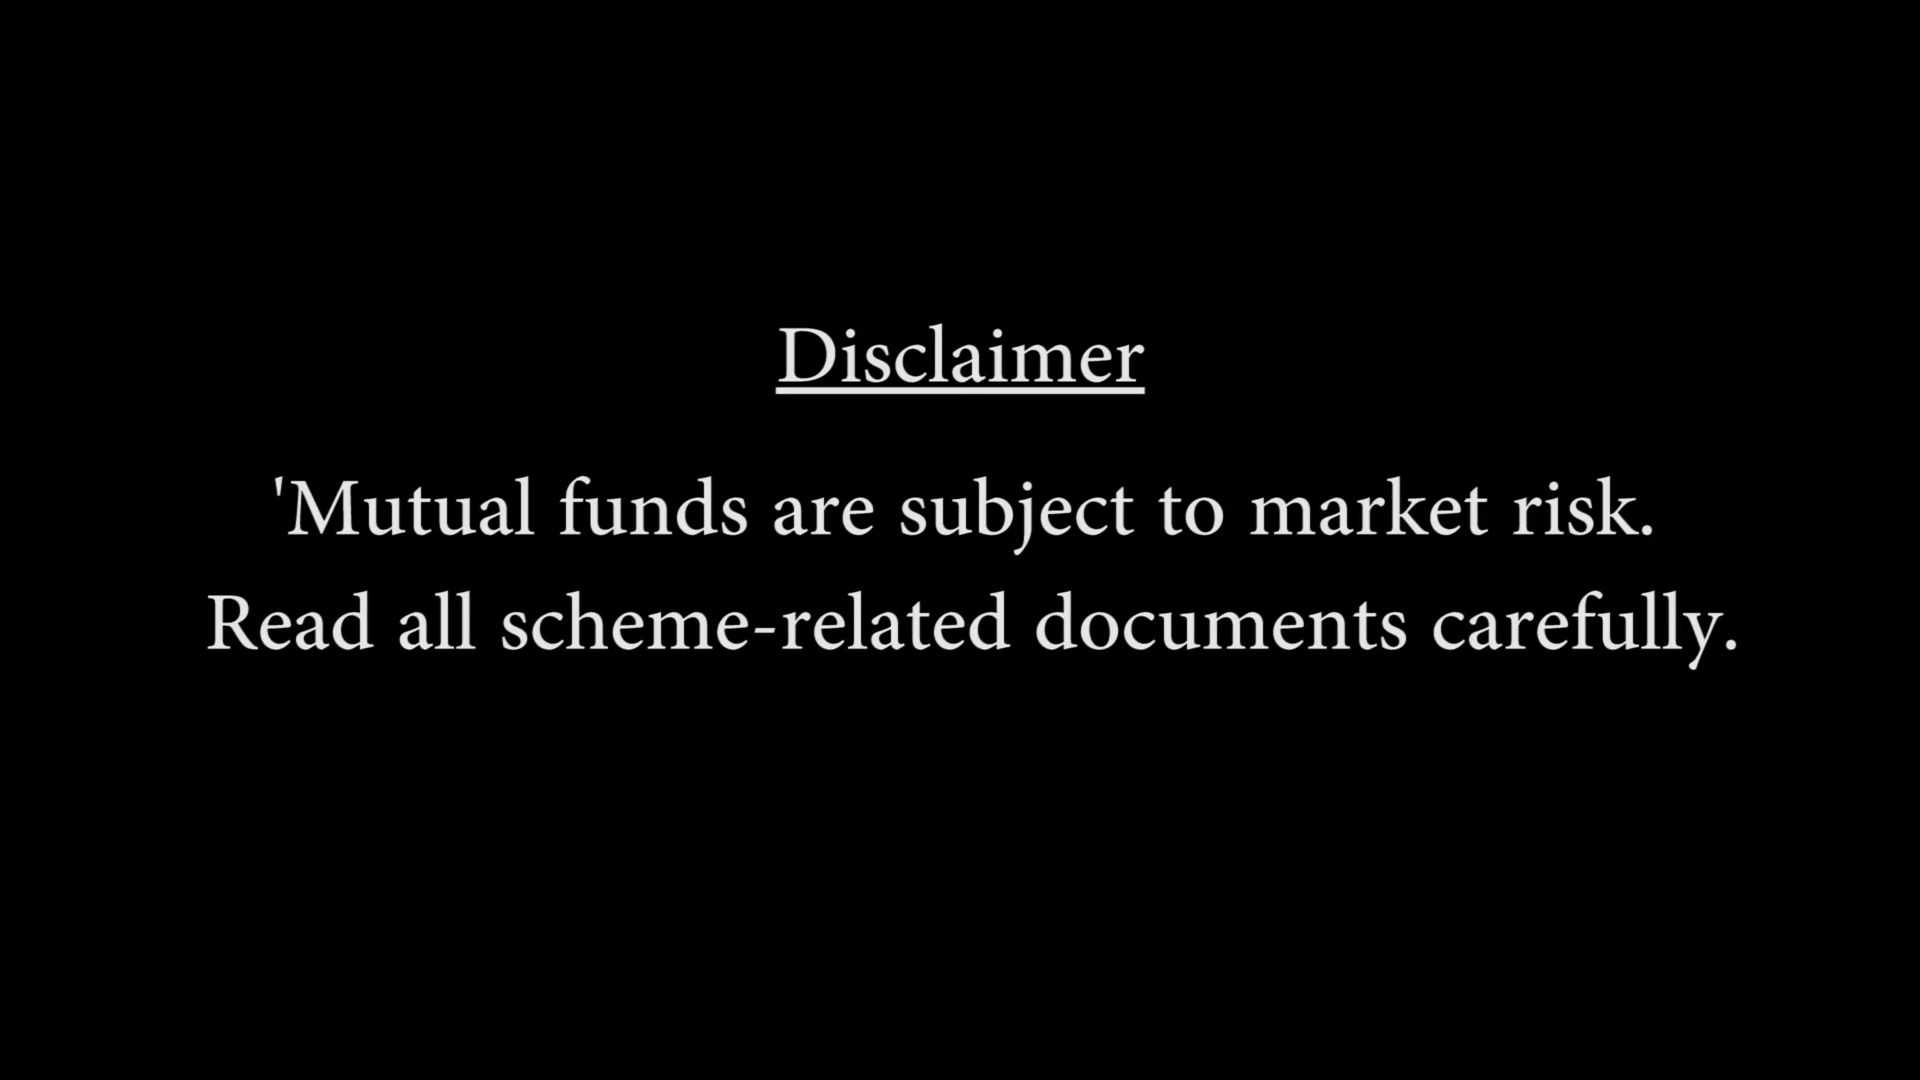 Disclaimer
'Mutual funds are subject to market risk.
Read all scheme-related documents carefully.